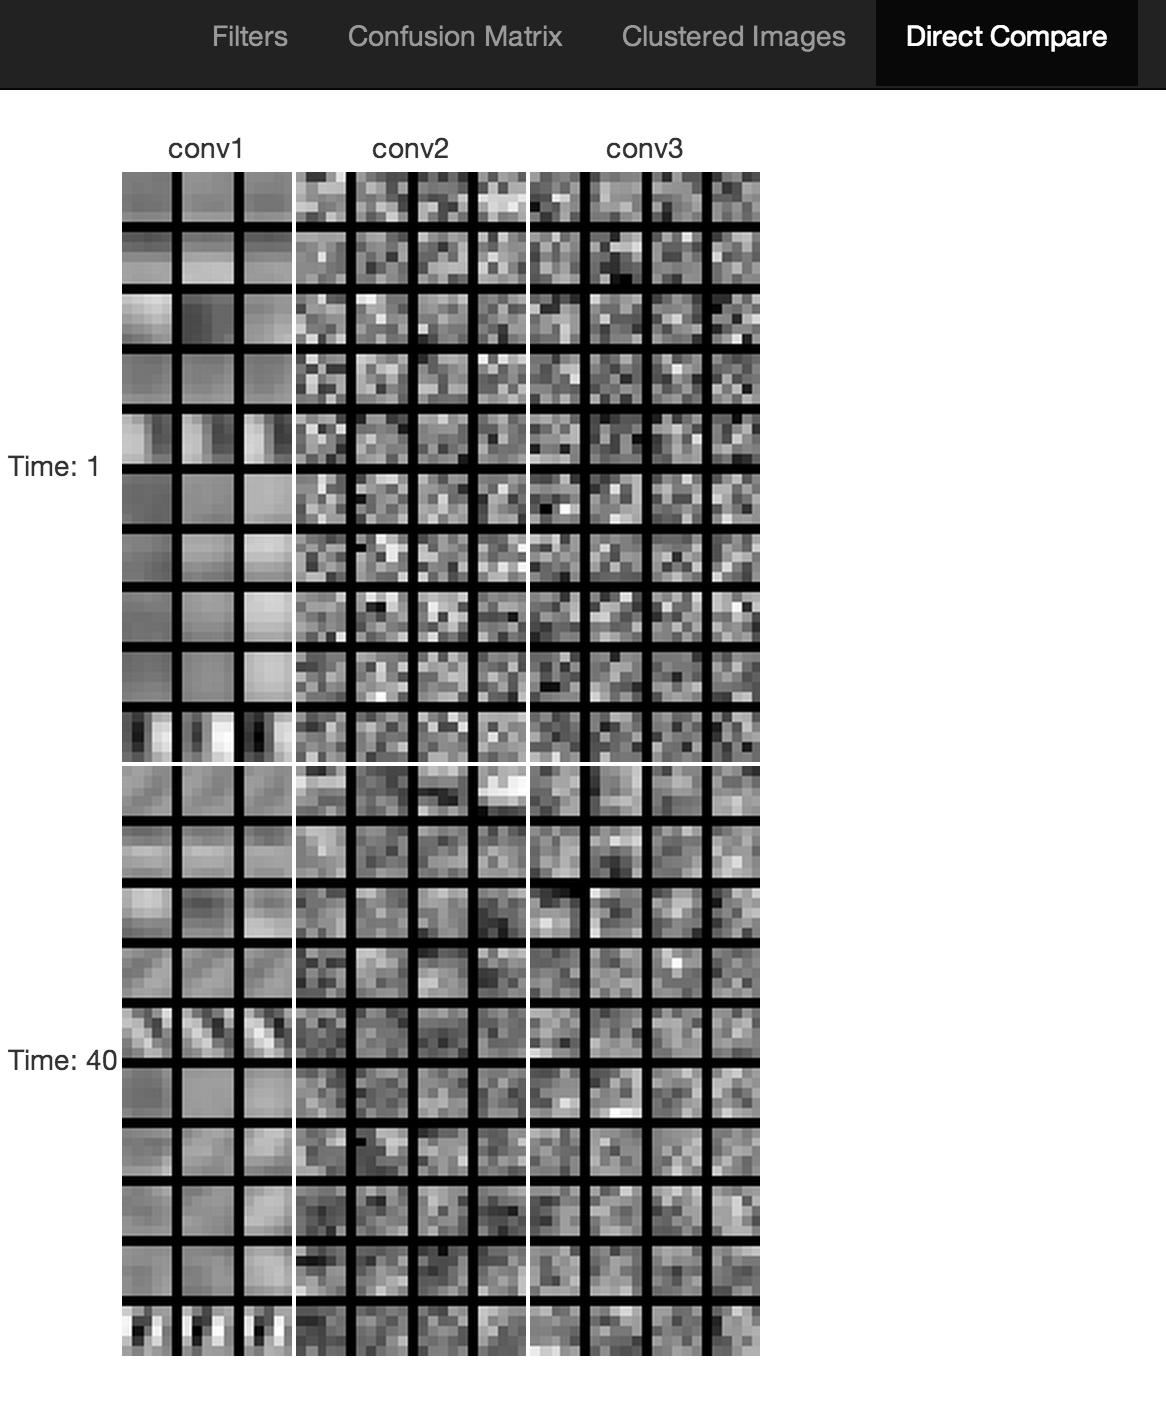 Filters Confusion Matrix Clustered Images Direct Compare
conv1 conv2 conv3
Time: 1
Time: 40